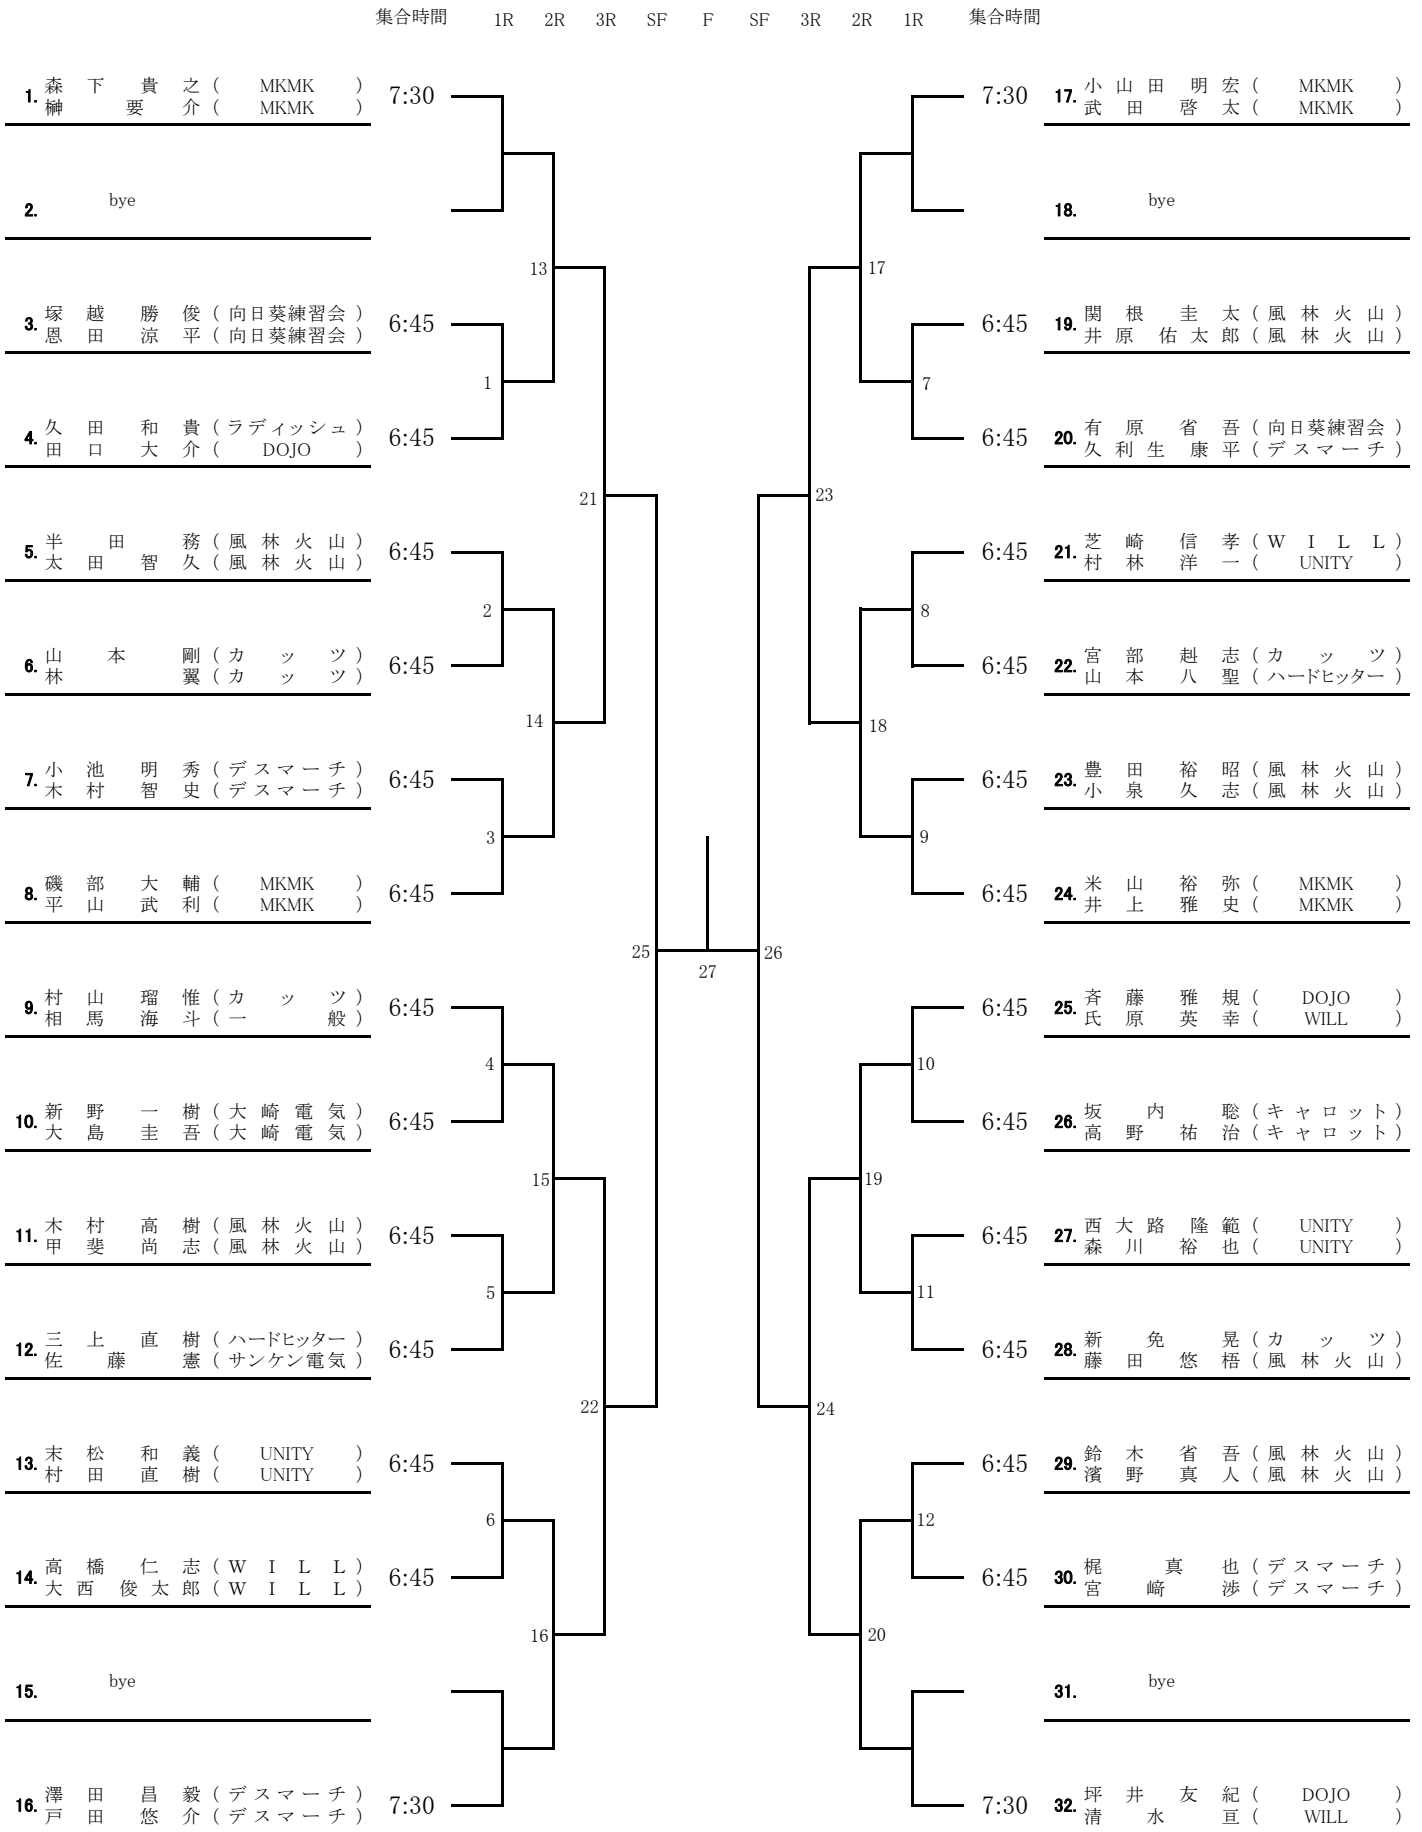 集合時間 1R 2R 3R SF F SF 3R 2R 1R 集合時間
1. 森下貴之 ( MKMK ) 7:30
榊要介 ( MKMK )
2. bye
3. 塚越勝俊 ( 向日葵練習会 ) 6:45
恩田涼平 ( 向日葵練習会 )
4. 久田和貴 ( ラディッシュ ) 6:45
田口大介 ( DOJO )
5. 半田務 ( 風林火山 ) 6:45
太田智久 ( 風林火山 )
6. 山本剛 ( カッツ ) 6:45
林翼 ( カッツ )
7. 小池明秀 ( デスマーチ ) 6:45
木村智史 ( デスマーチ )
8. 磯部大輔 ( MKMK ) 6:45
平山武利 ( MKMK )
9. 村山瑠惟 ( カッツ ) 6:45
相馬海斗 ( 一般 )
10. 新野一樹 ( 大崎電気 ) 6:45
大島圭吾 ( 大崎電気 )
11. 木村高樹 ( 風林火山 ) 6:45
甲斐尚志 ( 風林火山 )
12. 三上直樹 ( ハードヒッター ) 6:45
佐藤憲 ( サンケン電気 )
13. 末松和義 ( UNITY ) 6:45
村田直樹 ( UNITY )
14. 高橋仁志 ( WILL ) 6:45
大西俊太郎 ( WILL )
15. bye
16. 澤田昌毅 ( デスマーチ ) 7:30
戸田悠介 ( デスマーチ )
13
1
21
2
14
3
25
4
15
5
22
6
16
27
17
7
23
8
18
9
26
10
19
11
24
12
20
7:30 17. 小山田明宏 ( MKMK )
武田啓太 ( MKMK )
18. bye
6:45 19. 関根圭太 ( 風林火山 )
井原佑太郎 ( 風林火山 )
6:45 20. 有原省吾 ( 向日葵練習会 )
久利生康平 ( デスマーチ )
6:45 21. 芝崎信孝 ( WILL )
村林洋一 ( UNITY )
6:45 22. 宮部赳志 ( カッツ )
山本八聖 ( ハードヒッター )
6:45 23. 豊田裕昭 ( 風林火山 )
小泉久志 ( 風林火山 )
6:45 24. 米山裕弥 ( MKMK )
井上雅史 ( MKMK )
6:45 25. 斉藤雅規 ( DOJO )
氏原英幸 ( WILL )
6:45 26. 坂内聡 ( キャロット )
高野祐治 ( キャロット )
6:45 27. 西大路隆範 ( UNITY )
森川裕也 ( UNITY )
6:45 28. 新免晃 ( カッツ )
藤田悠梧 ( 風林火山 )
6:45 29. 鈴木省吾 ( 風林火山 )
濱野真人 ( 風林火山 )
6:45 30. 梶真也 ( デスマーチ )
宮﨑渉 ( デスマーチ )
31. bye
7:30 32. 坪井友紀 ( DOJO )
清水亘 ( WILL )